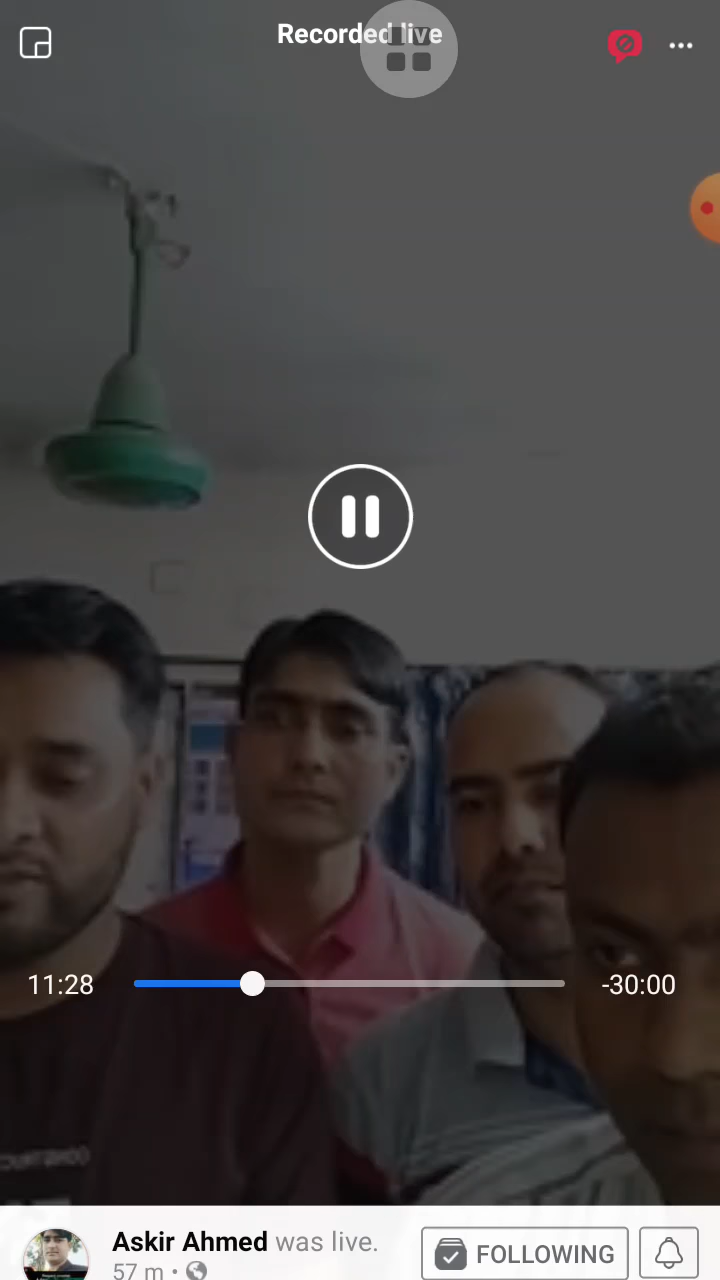 Recorded live
11:28
-30:00
Askir Ahmed was live.
FOLLOWING
57 m •